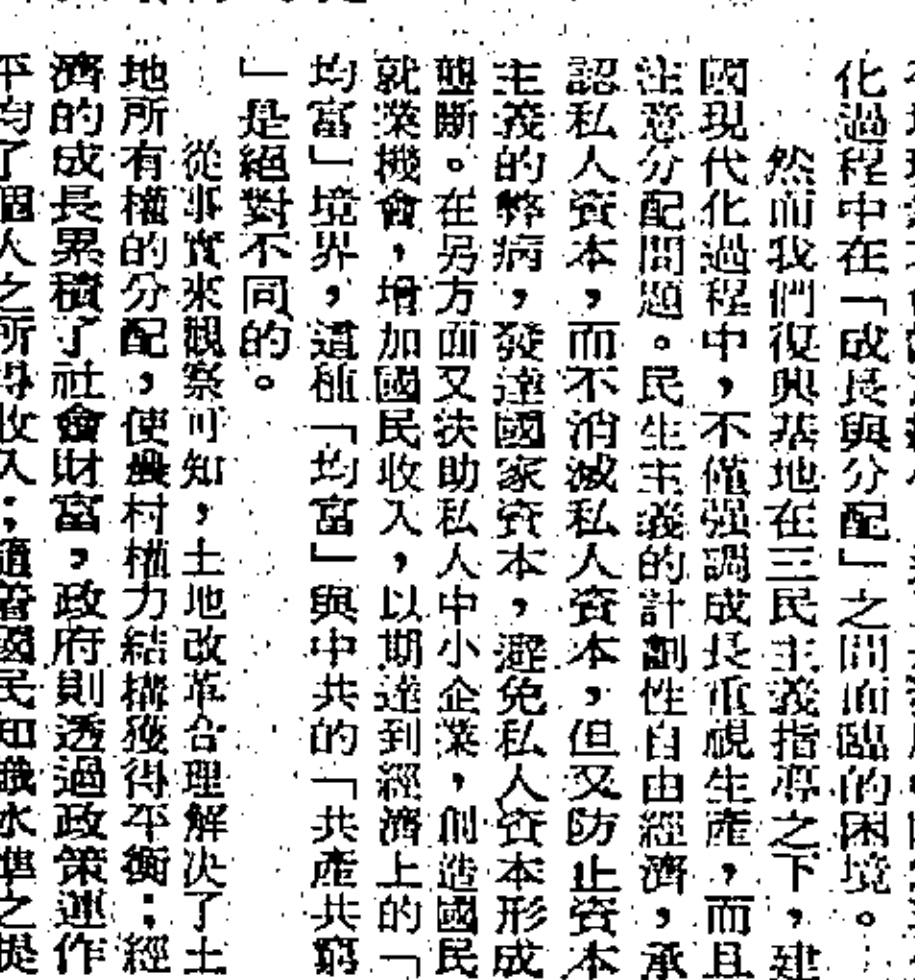 化過程中在「成長與分配」之間面臨的困境。
然而我們復興基地在三民主義指導之下，建
國現代化過程中，不僅强調成長重視生產，而且
注意分配問題。民生主義的計劃性自由經濟，承
認私人資本，而不消滅私人資本，但又防止資本
主義的弊病，發達國家資本，避免私人資本形成
壟斷。在另方面又扶助私人中小企業，創造國民
就業機會，增加國民收入，以期達到經濟上的「
均富」境界，這種「均富」與中共的「共產共窮
」是絕對不同的。
從事實來觀察可知，土地改革合理解決了土
地所有權的分配，使農村權力結構獲得平衡；經
濟的成長累積了社會財富，政府則透過政策運作
平均了個人之所得收入；隨着國民知識水準之提